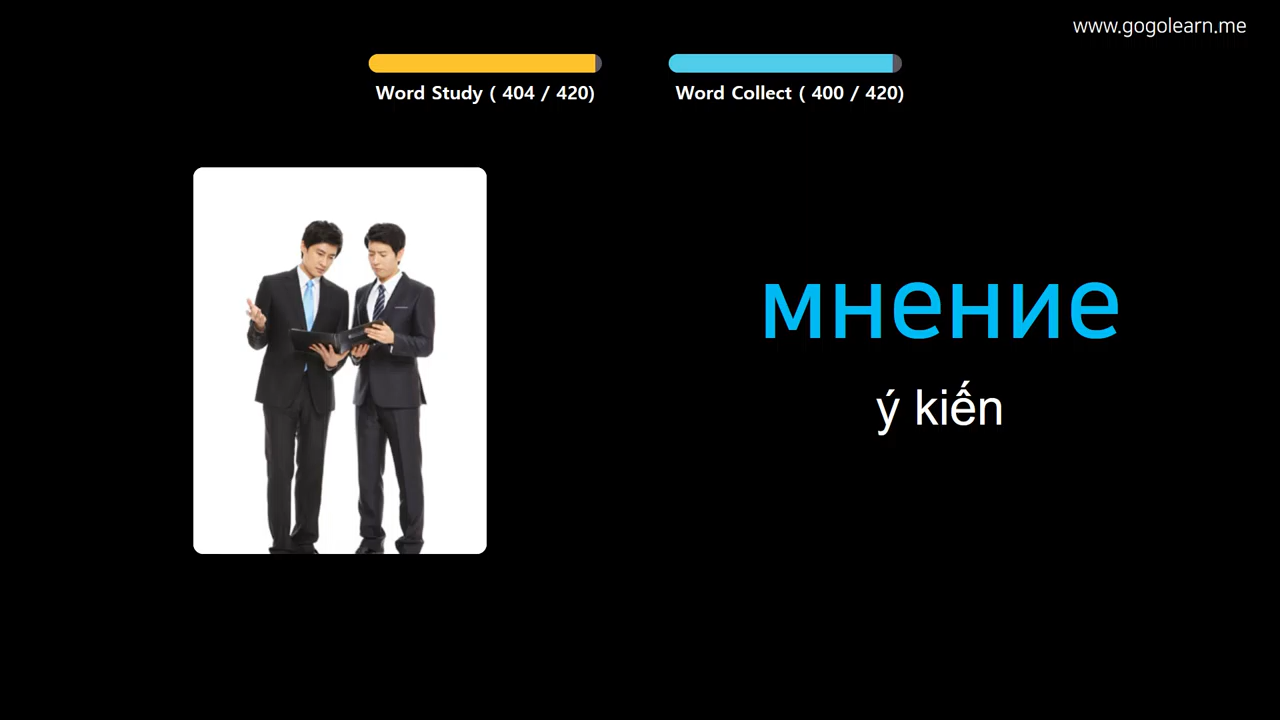 www.gogolearn.me
Word Study ( 404 / 420)
Word Collect ( 400 / 420)
мнение
ý kiến